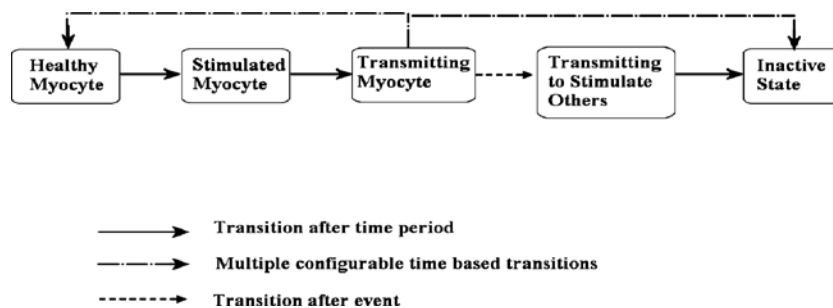 Healthy
Myocyte
Stimulated
Myocyte
Transmitting
Myocyte
Transmitting
to Stimulate
Others
Inactive
State
Transition after time period
Multiple configurable time based transitions
Transition after event